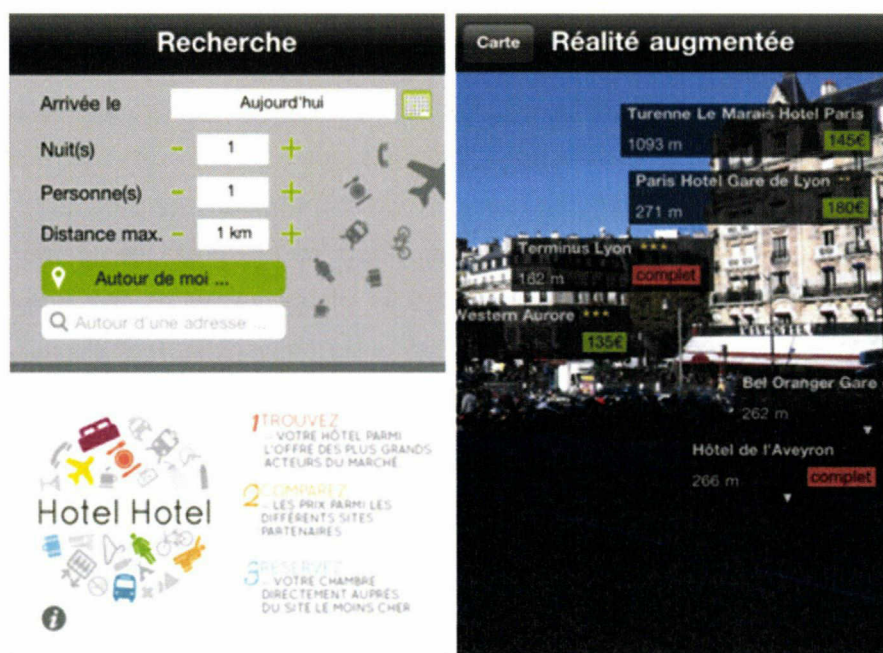 Recherche
Arrivée le
Aujourd'hui
Nuit(s)
-
1
+
Personne(s)
-
1
+
Distance max.
-
1 km
+
Autour de moi ...
Autour d'une adresse ...
Hotel Hotel
i
1 TROUVEZ
... VOTRE HÔTEL PARMI
L'OFFRE DES PLUS GRANDS
ACTEURS DU MARCHÉ
2 COMPAREZ
... LES PRIX PARMI LES
DIFFÉRENTS SITES
PARTENAIRES
3 RESERVEZ
... VOTRE CHAMBRE
DIRECTEMENT AUPRÈS
DU SITE LE MOINS CHER
Carte
Réalité augmentée
Turenne Le Marais Hotel Paris
1093 m
145€
Paris Hotel Gare de Lyon **
271 m
180€
Terminus Lyon ***
162 m
complet
Western Aurore ***
135€
Bel Oranger Gare
262 m
Hôtel de l'Aveyron
266 m
complet